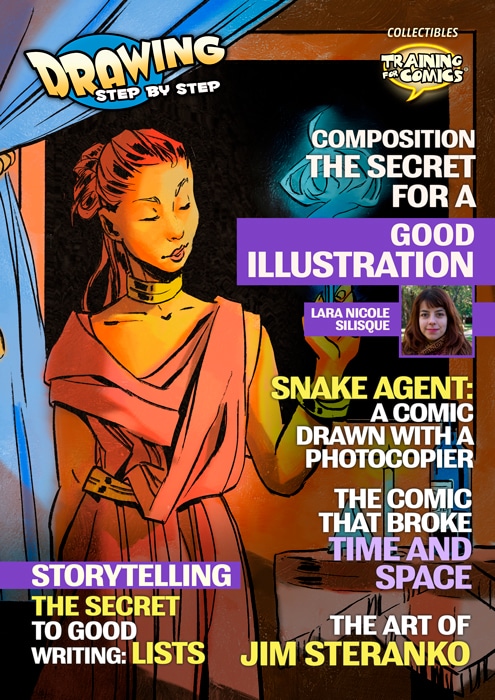 COLLECTIBLES
DRAWING
STEP BY STEP
TRAINING
FOR COMICS
COMPOSITION
THE SECRET
FOR A
GOOD
ILLUSTRATION
LARA NICOLE
SILISQUE
SNAKE AGENT:
A COMIC
DRAWN WITH A
PHOTOCOPIER
THE COMIC
THAT BROKE
TIME AND
SPACE
STORYTELLING
THE SECRET
TO GOOD
WRITING: LISTS
THE ART OF
JIM STERANKO